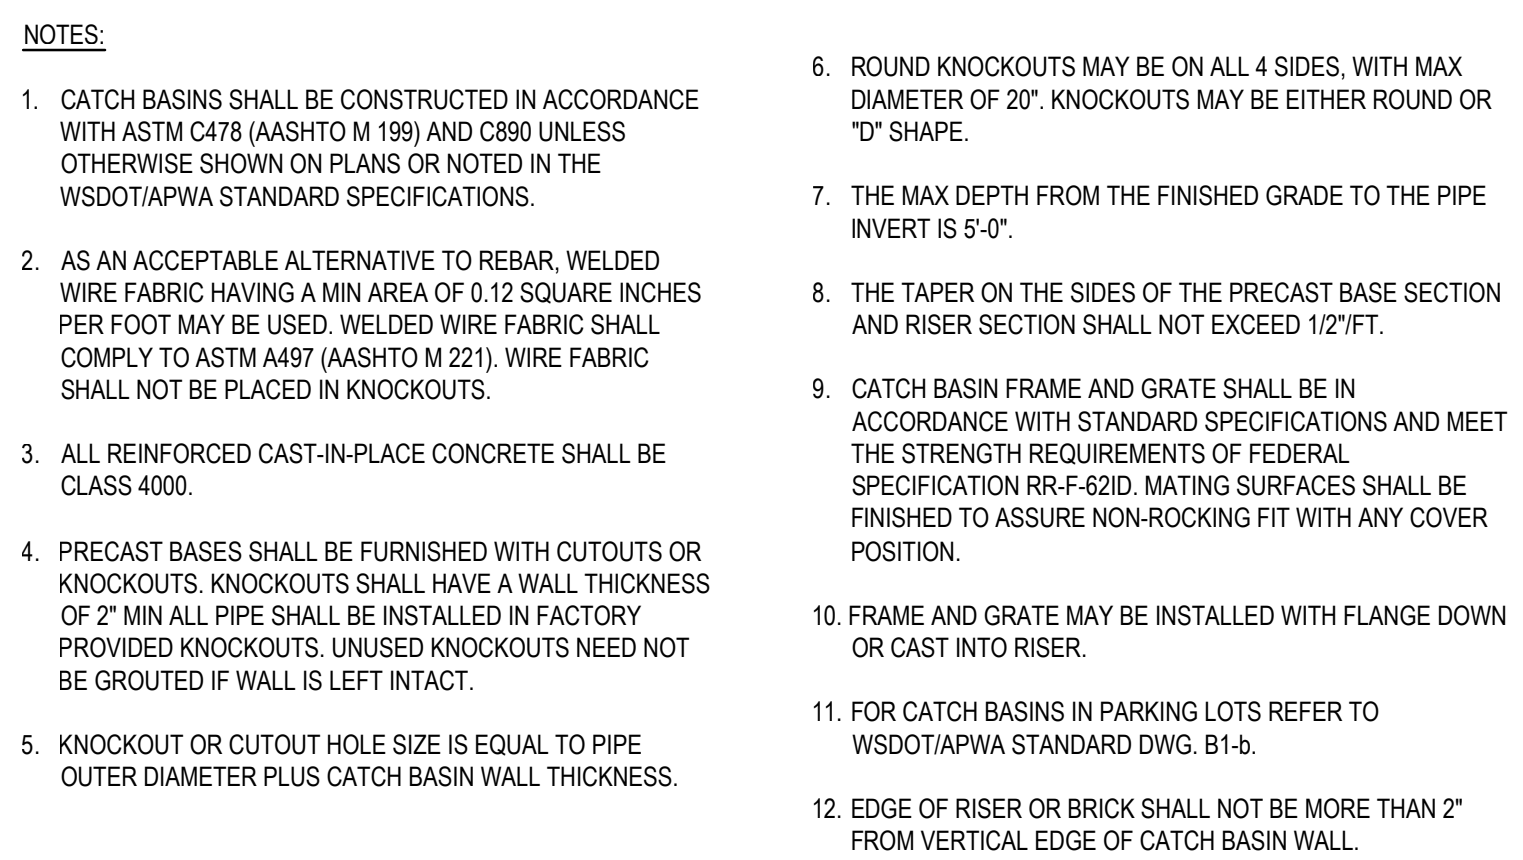 NOTES:
1. CATCH BASINS SHALL BE CONSTRUCTED IN ACCORDANCE
WITH ASTM C478 (AASHTO M 199) AND C890 UNLESS
OTHERWISE SHOWN ON PLANS OR NOTED IN THE
WSDOT/APWA STANDARD SPECIFICATIONS.
2. AS AN ACCEPTABLE ALTERNATIVE TO REBAR, WELDED
WIRE FABRIC HAVING A MIN AREA OF 0.12 SQUARE INCHES
PER FOOT MAY BE USED. WELDED WIRE FABRIC SHALL
COMPLY TO ASTM A497 (AASHTO M 221). WIRE FABRIC
SHALL NOT BE PLACED IN KNOCKOUTS.
3. ALL REINFORCED CAST-IN-PLACE CONCRETE SHALL BE
CLASS 4000.
4. PRECAST BASES SHALL BE FURNISHED WITH CUTOUTS OR
KNOCKOUTS. KNOCKOUTS SHALL HAVE A WALL THICKNESS
OF 2" MIN ALL PIPE SHALL BE INSTALLED IN FACTORY
PROVIDED KNOCKOUTS. UNUSED KNOCKOUTS NEED NOT
BE GROUTED IF WALL IS LEFT INTACT.
5. KNOCKOUT OR CUTOUT HOLE SIZE IS EQUAL TO PIPE
OUTER DIAMETER PLUS CATCH BASIN WALL THICKNESS.
6. ROUND KNOCKOUTS MAY BE ON ALL 4 SIDES, WITH MAX
DIAMETER OF 20". KNOCKOUTS MAY BE EITHER ROUND OR
"D" SHAPE.
7. THE MAX DEPTH FROM THE FINISHED GRADE TO THE PIPE
INVERT IS 5'-0".
8. THE TAPER ON THE SIDES OF THE PRECAST BASE SECTION
AND RISER SECTION SHALL NOT EXCEED 1/2"/FT.
9. CATCH BASIN FRAME AND GRATE SHALL BE IN
ACCORDANCE WITH STANDARD SPECIFICATIONS AND MEET
THE STRENGTH REQUIREMENTS OF FEDERAL
SPECIFICATION RR-F-62ID. MATING SURFACES SHALL BE
FINISHED TO ASSURE NON-ROCKING FIT WITH ANY COVER
POSITION.
10. FRAME AND GRATE MAY BE INSTALLED WITH FLANGE DOWN
OR CAST INTO RISER.
11. FOR CATCH BASINS IN PARKING LOTS REFER TO
WSDOT/APWA STANDARD DWG. B1-b.
12. EDGE OF RISER OR BRICK SHALL NOT BE MORE THAN 2"
FROM VERTICAL EDGE OF CATCH BASIN WALL.